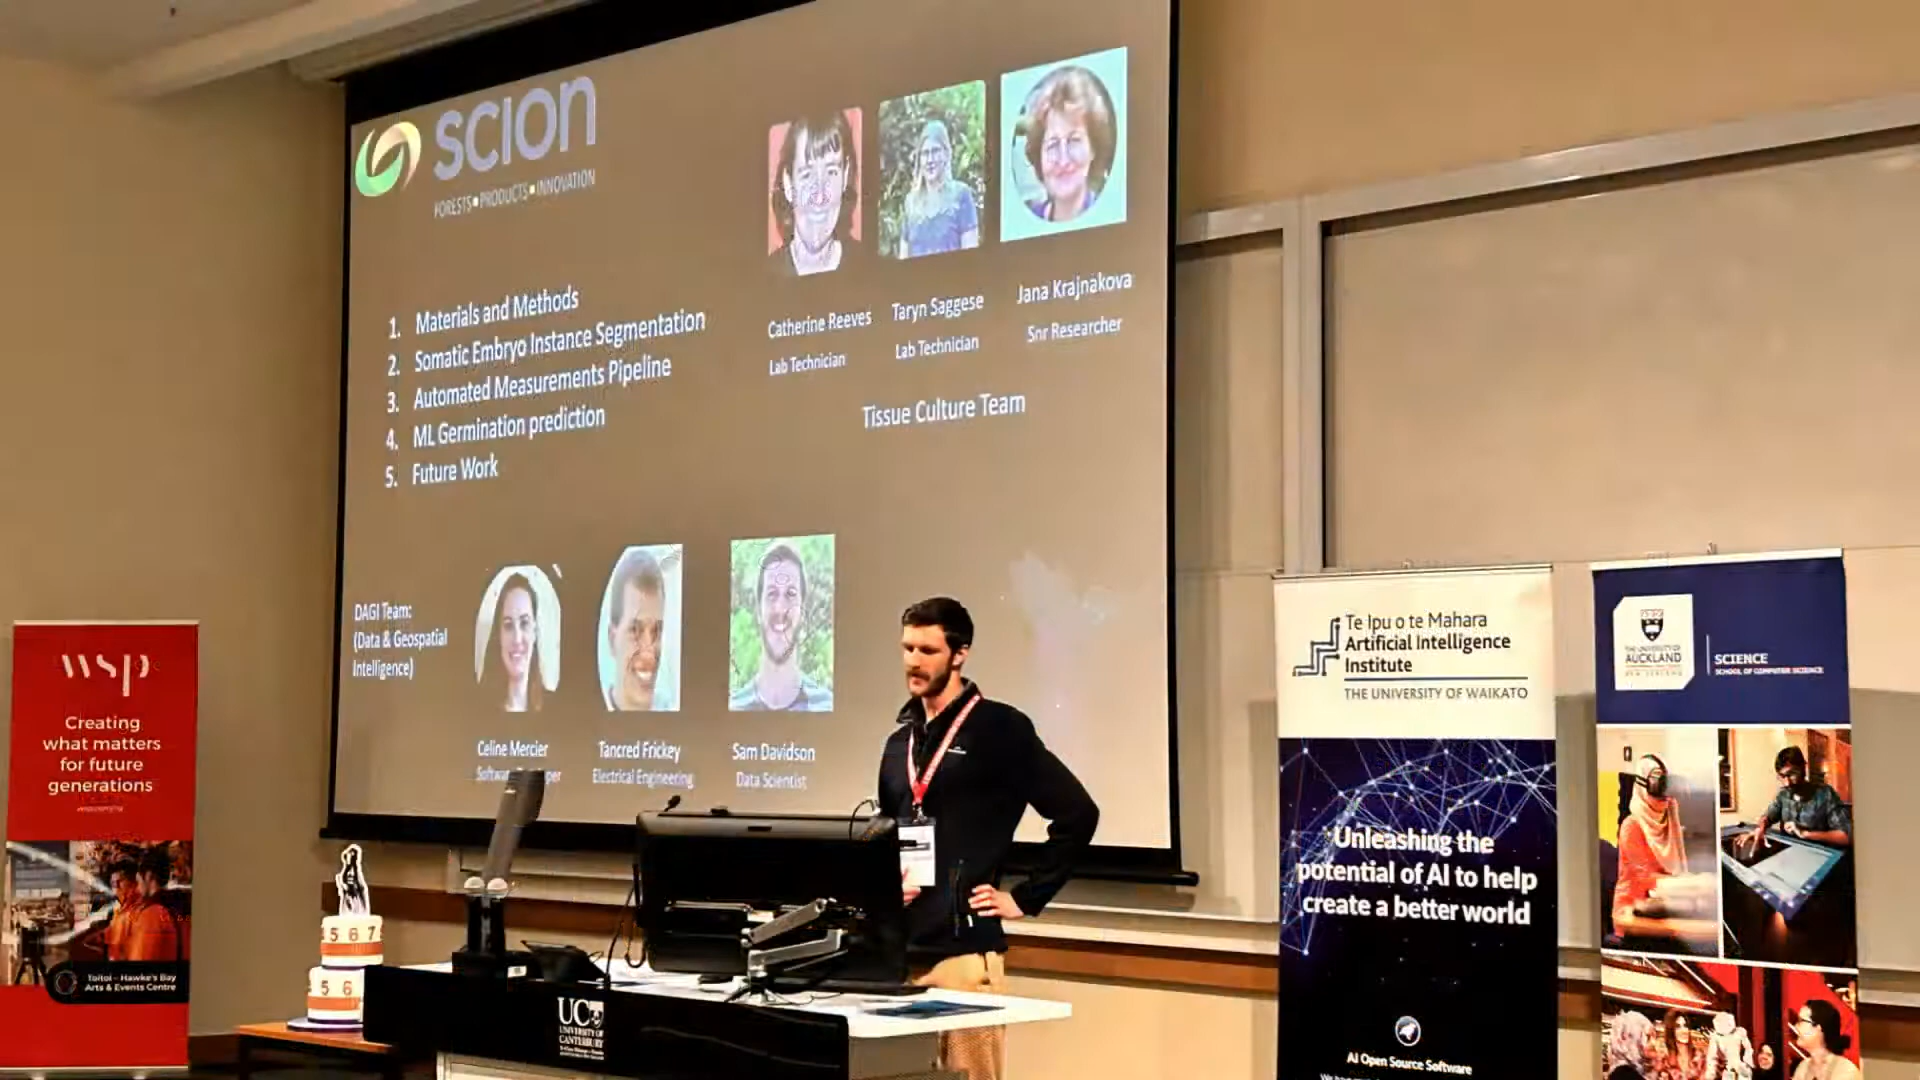 SCION
FORESTS▪PRODUCTS▪INNOVATION
1. Materials and Methods
2. Somatic Embryo Instance Segmentation
3. Automated Measurements Pipeline
4. ML Germination prediction
5. Future Work
Catherine Reeves
Lab Technician
Taryn Saggese
Lab Technician
Jana Krajnakova
Snr Researcher
Tissue Culture Team
DAGI Team:
(Data & Geospatial
Intelligence)
Celine Mercier
Tancred Frickey
Electrical Engineering
Sam Davidson
Data Scientist
wsp
Creating
what matters
for future
generations
Toitoi – Hawke's Bay
Arts & Events Centre
5 6 7
5 6
UC
UNIVERSITY OF
CANTERBURY
Te Ipu o te Mahara
Artificial Intelligence
Institute
THE UNIVERSITY OF WAIKATO
Unleashing the
potential of AI to help
create a better world
AI Open Source Software
THE UNIVERSITY OF
AUCKLAND
NEW ZEALAND
SCIENCE
SCHOOL OF COMPUTER SCIENCE